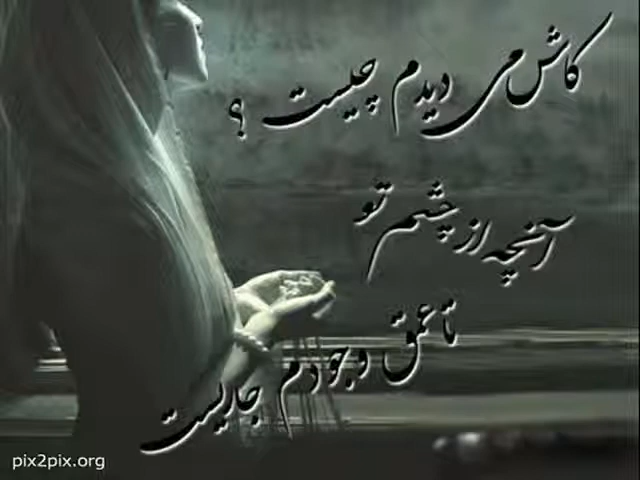 کاش می دیدم چیست ؟
آنچه از چشم تو
تا عمق وجودم جاریست
pix2pix.org